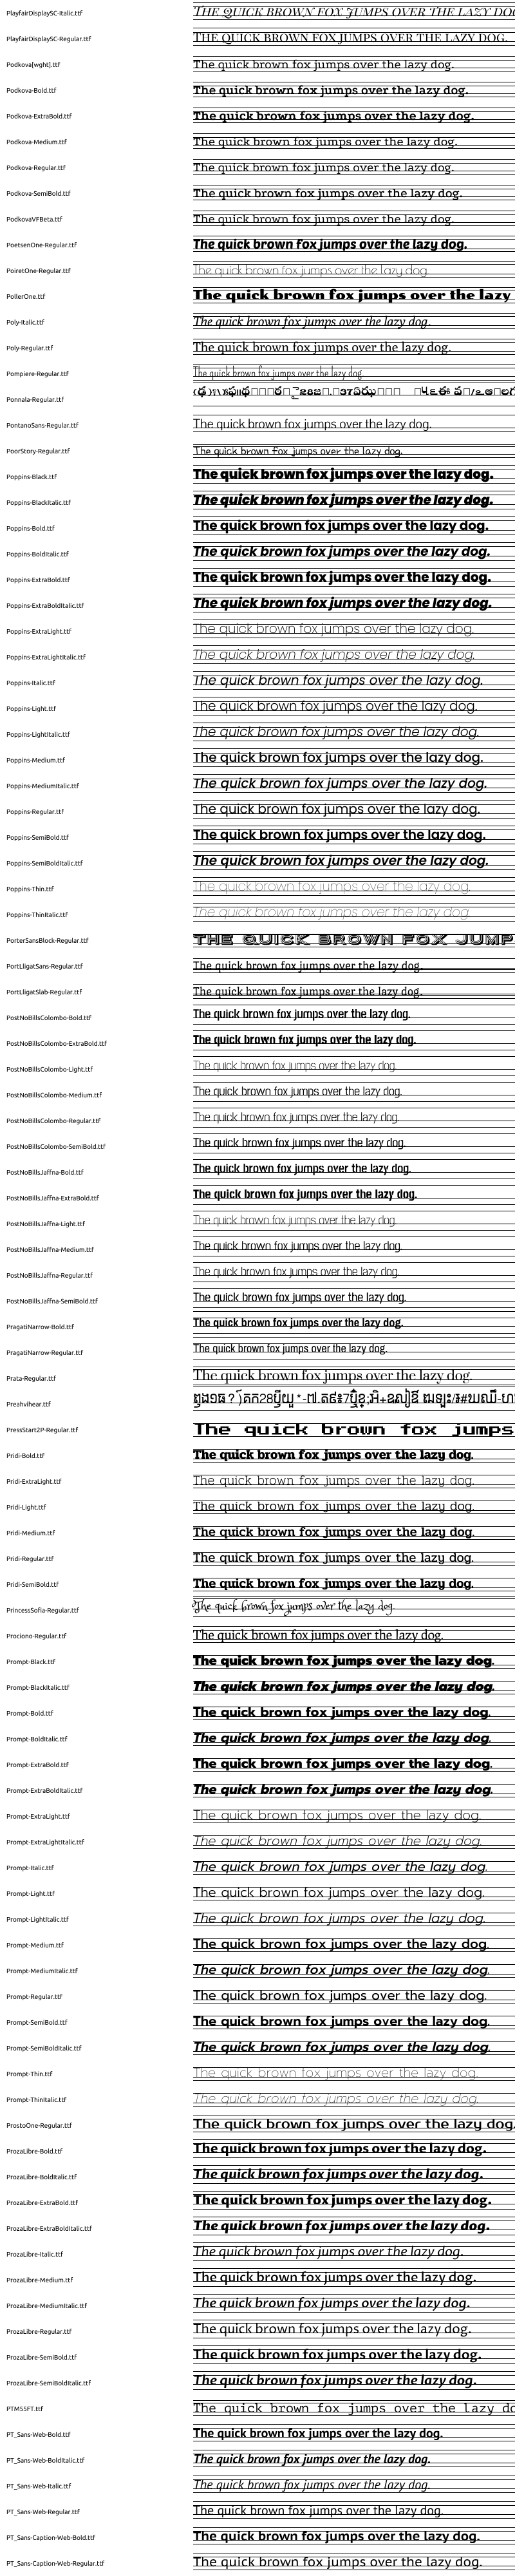 PlayfairDisplaySC-Italic.ttf THE QUICK BROWN FOX JUMPS OVER THE LAZY DOG
PlayfairDisplaySC-Regular.ttf THE QUICK BROWN FOX JUMPS OVER THE LAZY DOG.
Podkova[wght].ttf The quick brown fox jumps over the lazy dog.
Podkova-Bold.ttf The quick brown fox jumps over the lazy dog.
Podkova-ExtraBold.ttf The quick brown fox jumps over the lazy dog.
Podkova-Medium.ttf The quick brown fox jumps over the lazy dog.
Podkova-Regular.ttf The quick brown fox jumps over the lazy dog.
Podkova-SemiBold.ttf The quick brown fox jumps over the lazy dog.
PodkovaVFBeta.ttf The quick brown fox jumps over the lazy dog.
PoetsenOne-Regular.ttf The quick brown fox jumps over the lazy dog.
PoiretOne-Regular.ttf The quick brown fox jumps over the lazy dog.
PollerOne.ttf The quick brown fox jumps over the lazy
Poly-Italic.ttf The quick brown fox jumps over the lazy dog.
Poly-Regular.ttf The quick brown fox jumps over the lazy dog.
Pompiere-Regular.ttf The quick brown fox jumps over the lazy dog.
Ponnala-Regular.ttf
PontanoSans-Regular.ttf The quick brown fox jumps over the lazy dog.
PoorStory-Regular.ttf The quick brown fox jumps over the lazy dog.
Poppins-Black.ttf The quick brown fox jumps over the lazy dog.
Poppins-BlackItalic.ttf The quick brown fox jumps over the lazy dog.
Poppins-Bold.ttf The quick brown fox jumps over the lazy dog.
Poppins-BoldItalic.ttf The quick brown fox jumps over the lazy dog.
Poppins-ExtraBold.ttf The quick brown fox jumps over the lazy dog.
Poppins-ExtraBoldItalic.ttf The quick brown fox jumps over the lazy dog.
Poppins-ExtraLight.ttf The quick brown fox jumps over the lazy dog.
Poppins-ExtraLightItalic.ttf The quick brown fox jumps over the lazy dog.
Poppins-Italic.ttf The quick brown fox jumps over the lazy dog.
Poppins-Light.ttf The quick brown fox jumps over the lazy dog.
Poppins-LightItalic.ttf The quick brown fox jumps over the lazy dog.
Poppins-Medium.ttf The quick brown fox jumps over the lazy dog.
Poppins-MediumItalic.ttf The quick brown fox jumps over the lazy dog.
Poppins-Regular.ttf The quick brown fox jumps over the lazy dog.
Poppins-SemiBold.ttf The quick brown fox jumps over the lazy dog.
Poppins-SemiBoldItalic.ttf The quick brown fox jumps over the lazy dog.
Poppins-Thin.ttf The quick brown fox jumps over the lazy dog.
Poppins-ThinItalic.ttf The quick brown fox jumps over the lazy dog.
PorterSansBlock-Regular.ttf THE QUICK BROWN FOX JUMP
PortLligatSans-Regular.ttf The quick brown fox jumps over the lazy dog.
PortLligatSlab-Regular.ttf The quick brown fox jumps over the lazy dog.
PostNoBillsColombo-Bold.ttf The quick brown fox jumps over the lazy dog.
PostNoBillsColombo-ExtraBold.ttf The quick brown fox jumps over the lazy dog.
PostNoBillsColombo-Light.ttf The quick brown fox jumps over the lazy dog.
PostNoBillsColombo-Medium.ttf The quick brown fox jumps over the lazy dog.
PostNoBillsColombo-Regular.ttf The quick brown fox jumps over the lazy dog.
PostNoBillsColombo-SemiBold.ttf The quick brown fox jumps over the lazy dog.
PostNoBillsJaffna-Bold.ttf The quick brown fox jumps over the lazy dog.
PostNoBillsJaffna-ExtraBold.ttf The quick brown fox jumps over the lazy dog.
PostNoBillsJaffna-Light.ttf The quick brown fox jumps over the lazy dog.
PostNoBillsJaffna-Medium.ttf The quick brown fox jumps over the lazy dog.
PostNoBillsJaffna-Regular.ttf The quick brown fox jumps over the lazy dog.
PostNoBillsJaffna-SemiBold.ttf The quick brown fox jumps over the lazy dog.
PragatiNarrow-Bold.ttf The quick brown fox jumps over the lazy dog.
PragatiNarrow-Regular.ttf The quick brown fox jumps over the lazy dog.
Prata-Regular.ttf The quick brown fox jumps over the lazy dog.
Preahvihear.ttf
PressStart2P-Regular.ttf The quick brown fox jumps
Pridi-Bold.ttf The quick brown fox jumps over the lazy dog.
Pridi-ExtraLight.ttf The quick brown fox jumps over the lazy dog.
Pridi-Light.ttf The quick brown fox jumps over the lazy dog.
Pridi-Medium.ttf The quick brown fox jumps over the lazy dog.
Pridi-Regular.ttf The quick brown fox jumps over the lazy dog.
Pridi-SemiBold.ttf The quick brown fox jumps over the lazy dog.
PrincessSofia-Regular.ttf The quick brown fox jumps over the lazy dog.
Prociono-Regular.ttf The quick brown fox jumps over the lazy dog.
Prompt-Black.ttf The quick brown fox jumps over the lazy dog.
Prompt-BlackItalic.ttf The quick brown fox jumps over the lazy dog.
Prompt-Bold.ttf The quick brown fox jumps over the lazy dog.
Prompt-BoldItalic.ttf The quick brown fox jumps over the lazy dog.
Prompt-ExtraBold.ttf The quick brown fox jumps over the lazy dog.
Prompt-ExtraBoldItalic.ttf The quick brown fox jumps over the lazy dog.
Prompt-ExtraLight.ttf The quick brown fox jumps over the lazy dog.
Prompt-ExtraLightItalic.ttf The quick brown fox jumps over the lazy dog.
Prompt-Italic.ttf The quick brown fox jumps over the lazy dog.
Prompt-Light.ttf The quick brown fox jumps over the lazy dog.
Prompt-LightItalic.ttf The quick brown fox jumps over the lazy dog.
Prompt-Medium.ttf The quick brown fox jumps over the lazy dog.
Prompt-MediumItalic.ttf The quick brown fox jumps over the lazy dog.
Prompt-Regular.ttf The quick brown fox jumps over the lazy dog.
Prompt-SemiBold.ttf The quick brown fox jumps over the lazy dog.
Prompt-SemiBoldItalic.ttf The quick brown fox jumps over the lazy dog.
Prompt-Thin.ttf The quick brown fox jumps over the lazy dog.
Prompt-ThinItalic.ttf The quick brown fox jumps over the lazy dog.
ProstoOne-Regular.ttf The quick brown fox jumps over the lazy dog.
ProzaLibre-Bold.ttf The quick brown fox jumps over the lazy dog.
ProzaLibre-BoldItalic.ttf The quick brown fox jumps over the lazy dog.
ProzaLibre-ExtraBold.ttf The quick brown fox jumps over the lazy dog.
ProzaLibre-ExtraBoldItalic.ttf The quick brown fox jumps over the lazy dog.
ProzaLibre-Italic.ttf The quick brown fox jumps over the lazy dog.
ProzaLibre-Medium.ttf The quick brown fox jumps over the lazy dog.
ProzaLibre-MediumItalic.ttf The quick brown fox jumps over the lazy dog.
ProzaLibre-Regular.ttf The quick brown fox jumps over the lazy dog.
ProzaLibre-SemiBold.ttf The quick brown fox jumps over the lazy dog.
ProzaLibre-SemiBoldItalic.ttf The quick brown fox jumps over the lazy dog.
PTM55FT.ttf The quick brown fox jumps over the lazy do
PT_Sans-Web-Bold.ttf The quick brown fox jumps over the lazy dog.
PT_Sans-Web-BoldItalic.ttf The quick brown fox jumps over the lazy dog.
PT_Sans-Web-Italic.ttf The quick brown fox jumps over the lazy dog.
PT_Sans-Web-Regular.ttf The quick brown fox jumps over the lazy dog.
PT_Sans-Caption-Web-Bold.ttf The quick brown fox jumps over the lazy dog.
PT_Sans-Caption-Web-Regular.ttf The quick brown fox jumps over the lazy dog.